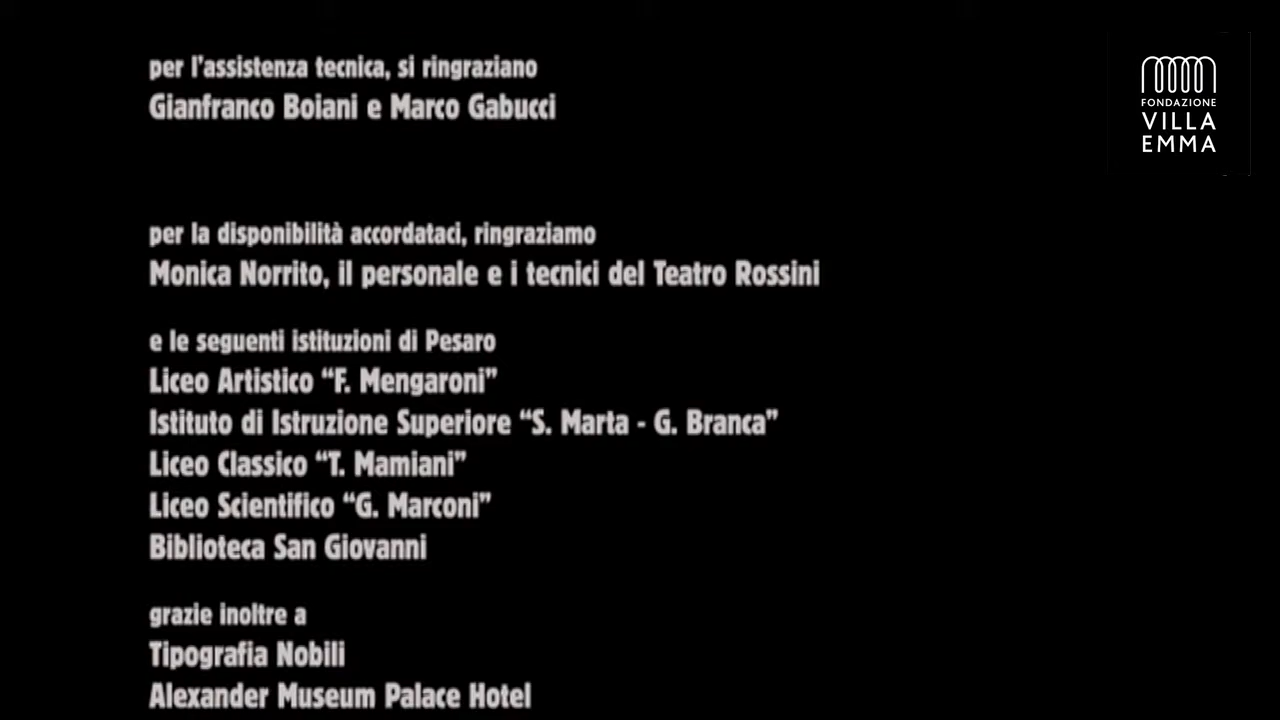 per l'assistenza tecnica, si ringraziano
Gianfranco Boiani e Marco Gabucci
FONDAZIONE
VILLA
EMMA
per la disponibilità accordataci, ringraziamo
Monica Norrito, il personale e i tecnici del Teatro Rossini
e le seguenti istituzioni di Pesaro
Liceo Artistico “F. Mengaroni”
Istituto di Istruzione Superiore “S. Marta - G. Branca”
Liceo Classico “T. Mamiani”
Liceo Scientifico “G. Marconi”
Biblioteca San Giovanni
grazie inoltre a
Tipografia Nobili
Alexander Museum Palace Hotel